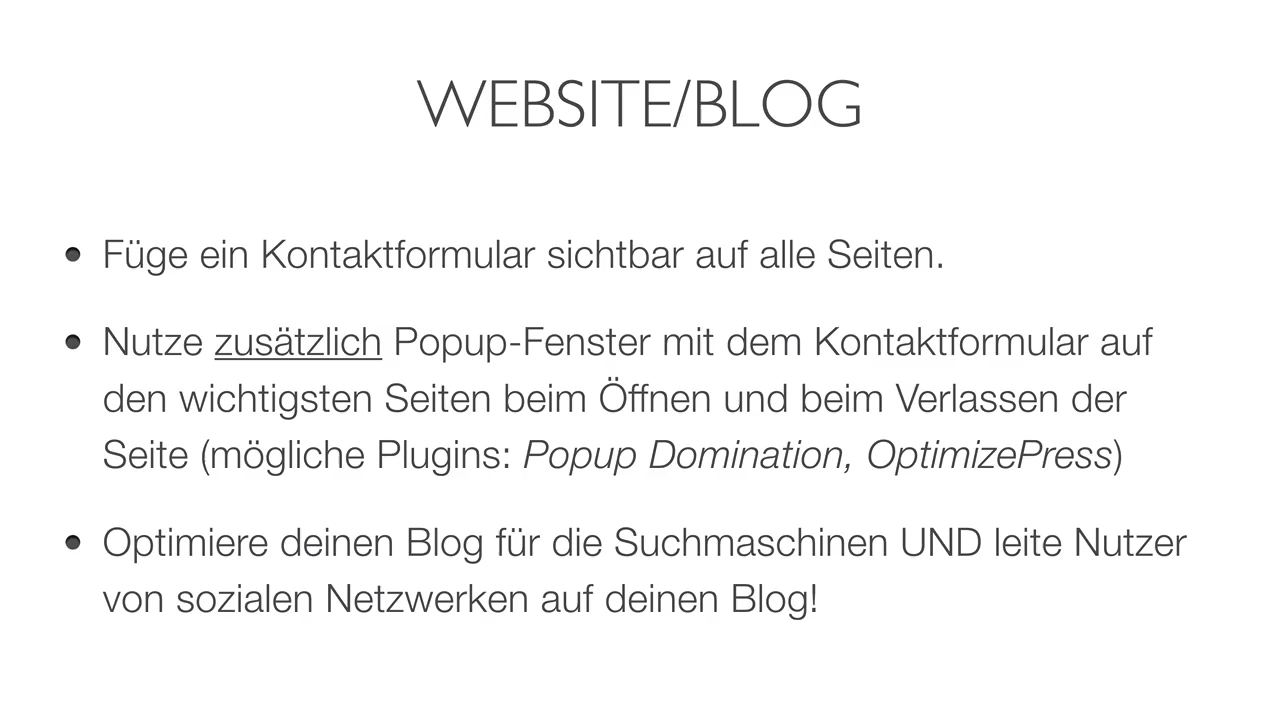 WEBSITE/BLOG
• Füge ein Kontaktformular sichtbar auf alle Seiten.
• Nutze zusätzlich Popup-Fenster mit dem Kontaktformular auf
den wichtigsten Seiten beim Öffnen und beim Verlassen der
Seite (mögliche Plugins: Popup Domination, OptimizePress)
• Optimiere deinen Blog für die Suchmaschinen UND leite Nutzer
von sozialen Netzwerken auf deinen Blog!